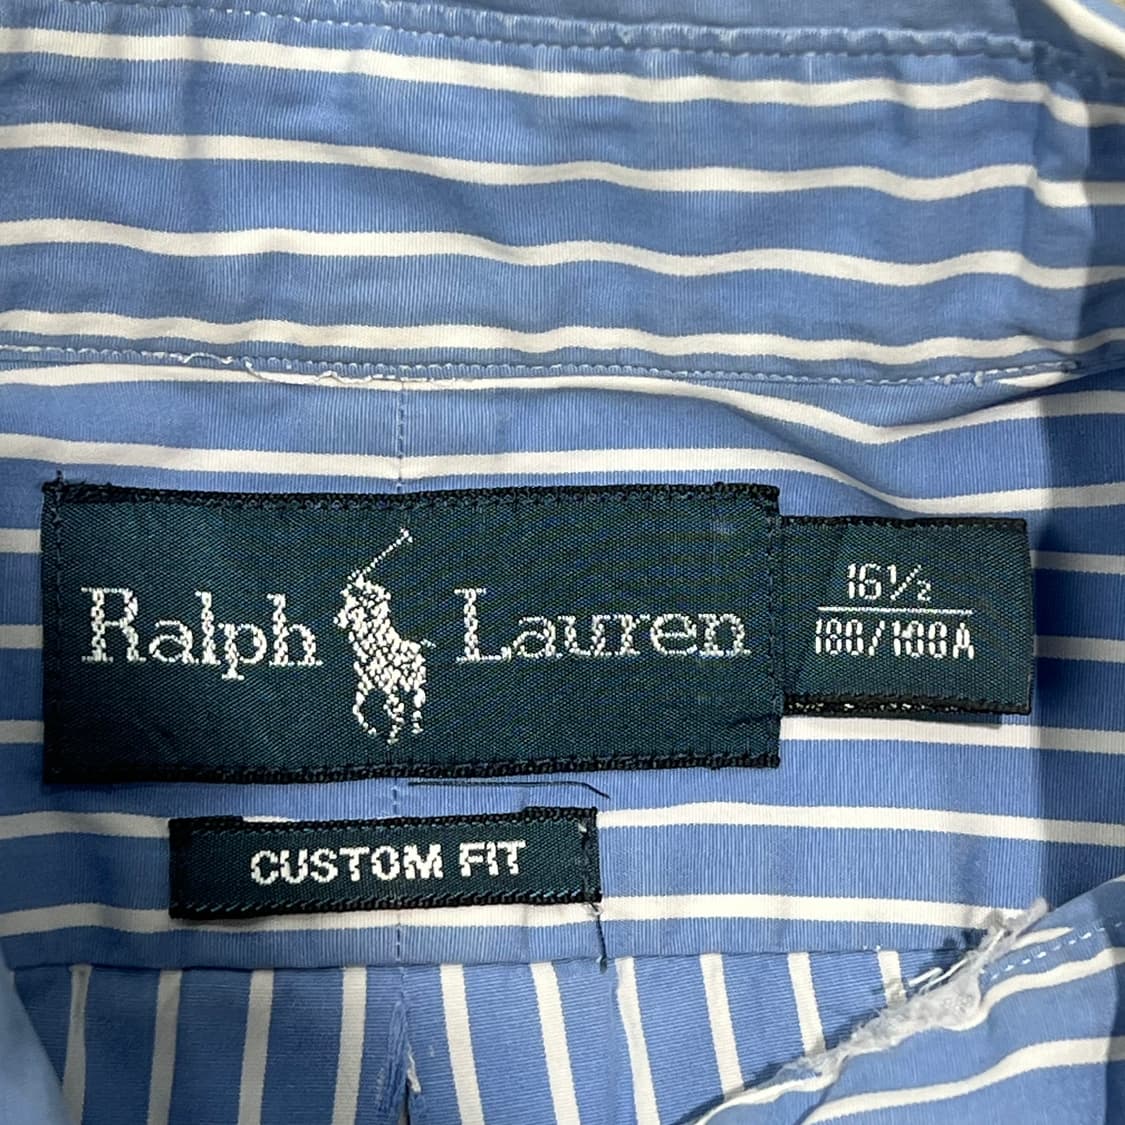 Ralph Lauren
16½
180/100A
CUSTOM FIT